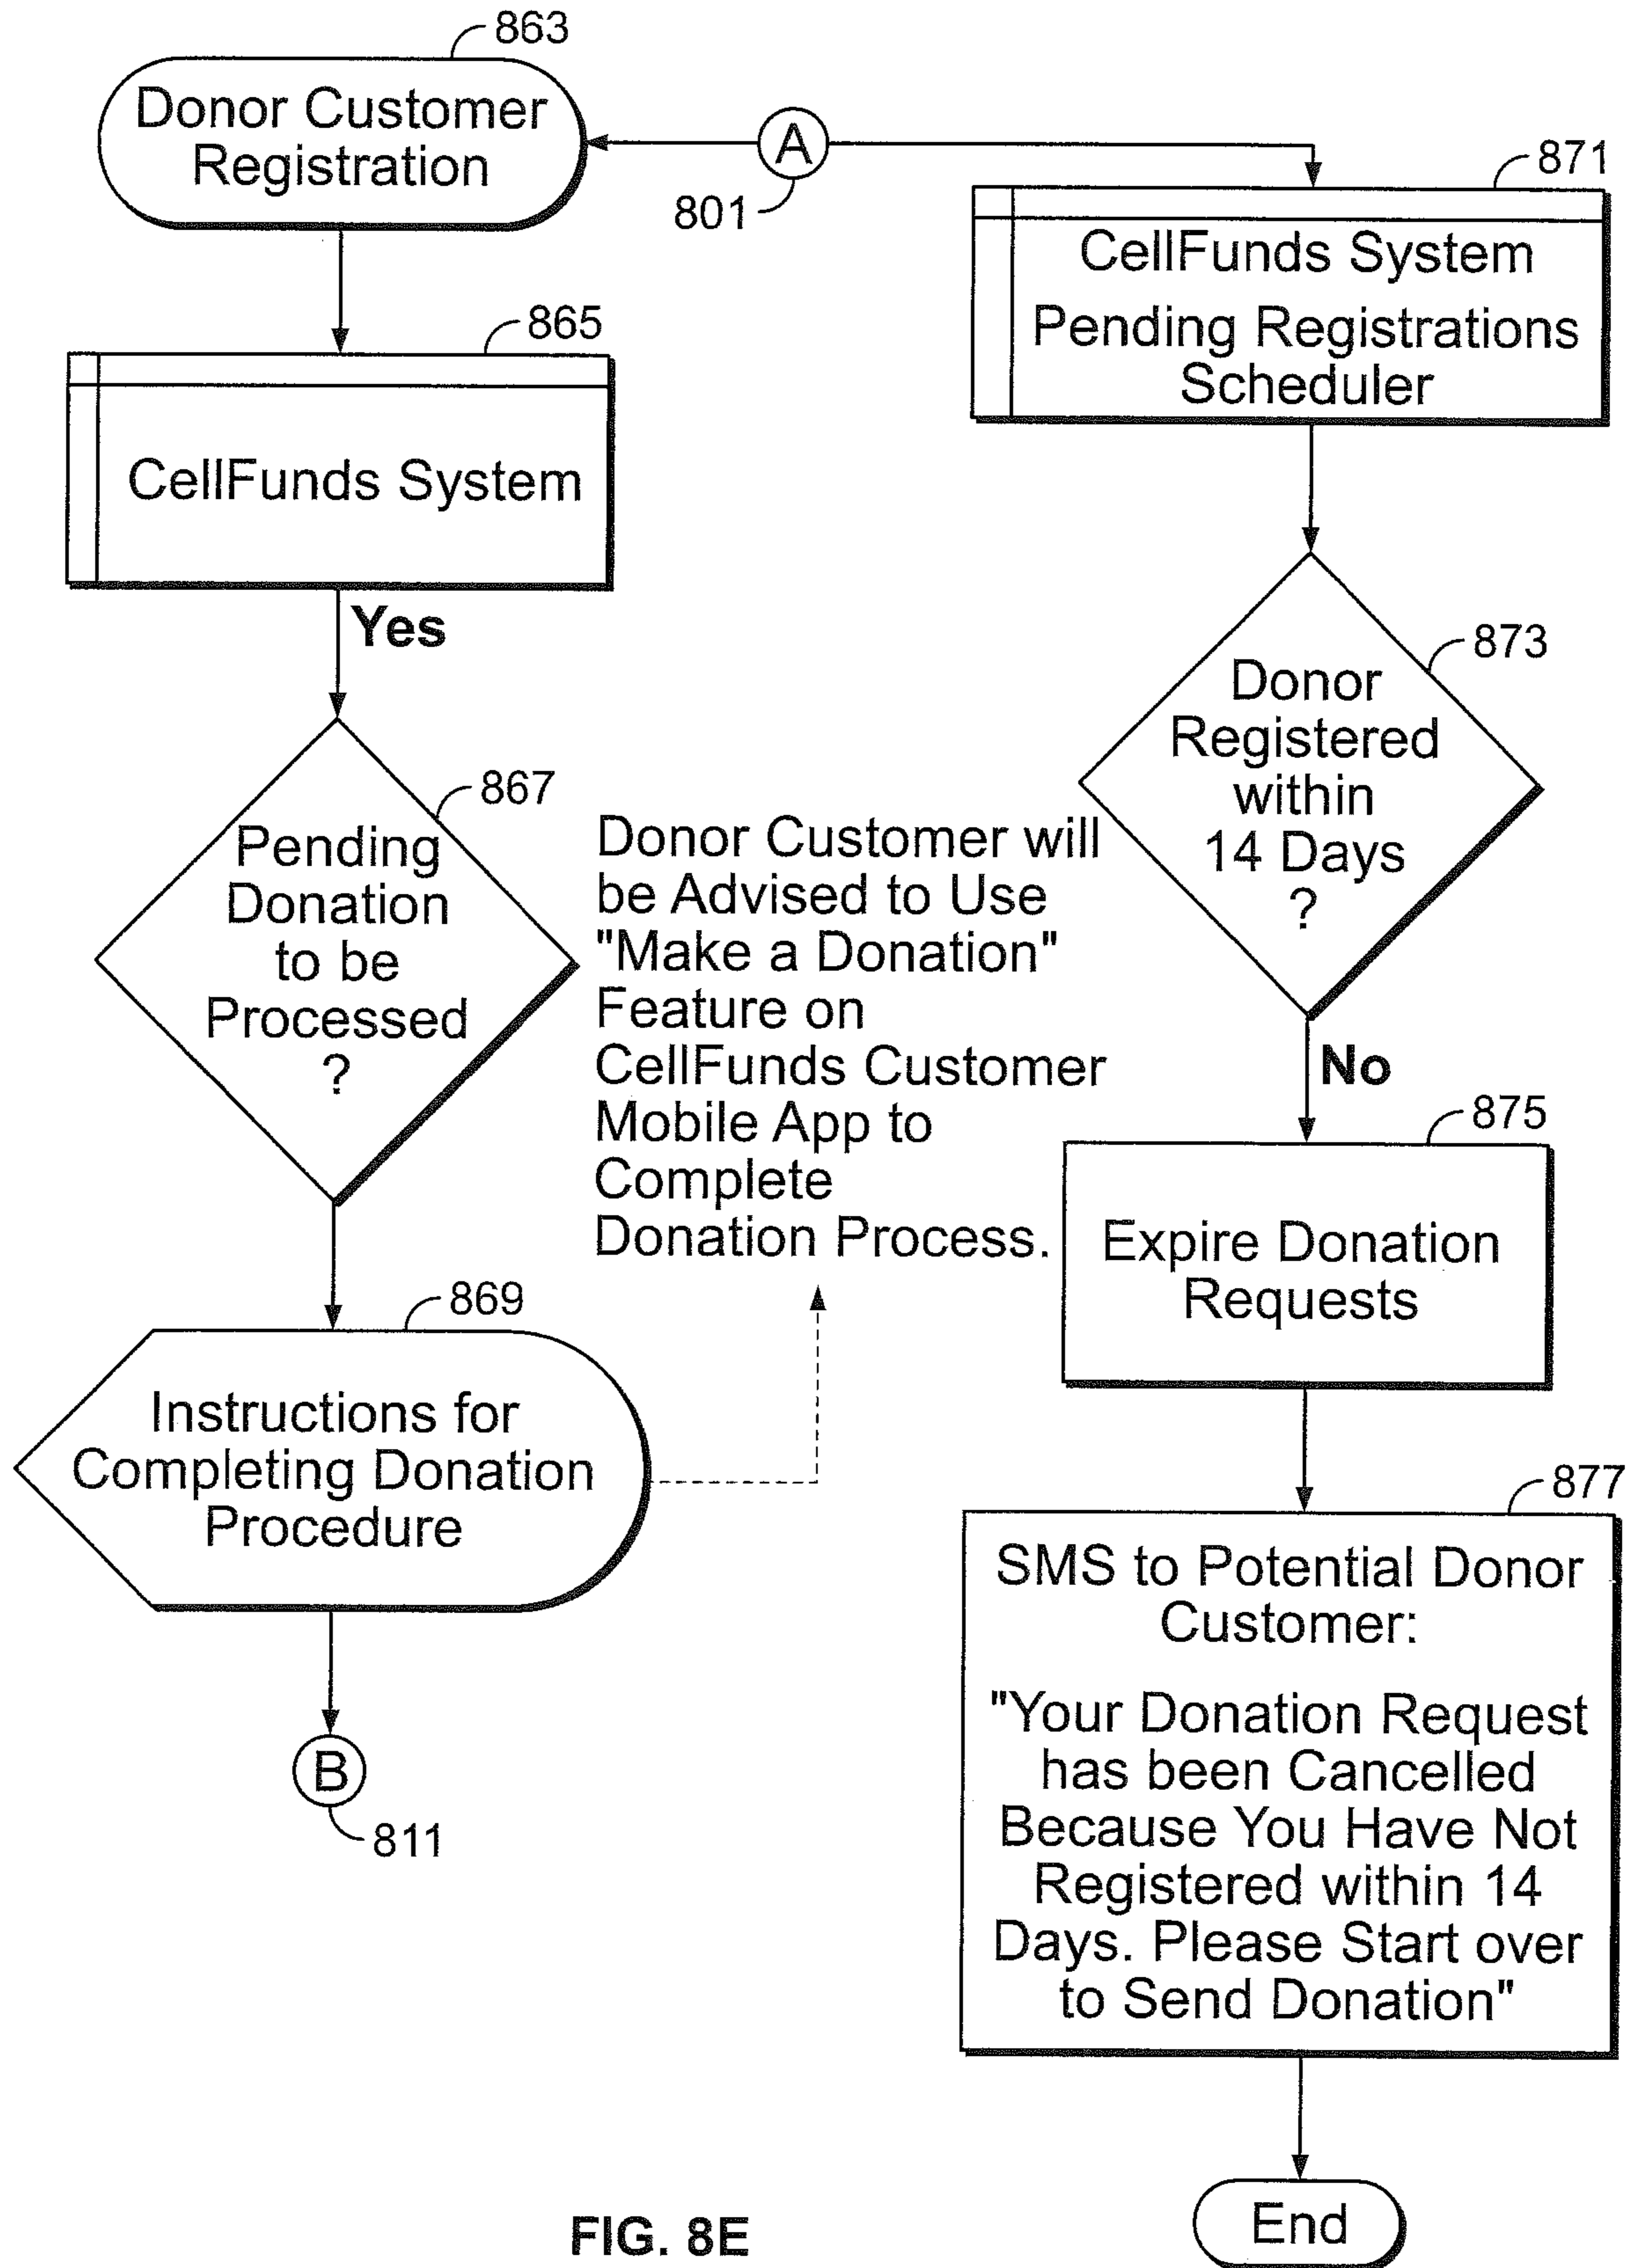 863
Donor Customer
Registration
A
801
865
CellFunds System
Yes
867
Pending
Donation
to be
Processed
?
Donor Customer will
be Advised to Use
"Make a Donation"
Feature on
CellFunds Customer
Mobile App to
Complete
Donation Process.
869
Instructions for
Completing Donation
Procedure
B
811
871
CellFunds System
Pending Registrations
Scheduler
873
Donor
Registered
within
14 Days
?
No
875
Expire Donation
Requests
877
SMS to Potential Donor
Customer:
"Your Donation Request
has been Cancelled
Because You Have Not
Registered within 14
Days. Please Start over
to Send Donation"
End
FIG. 8E